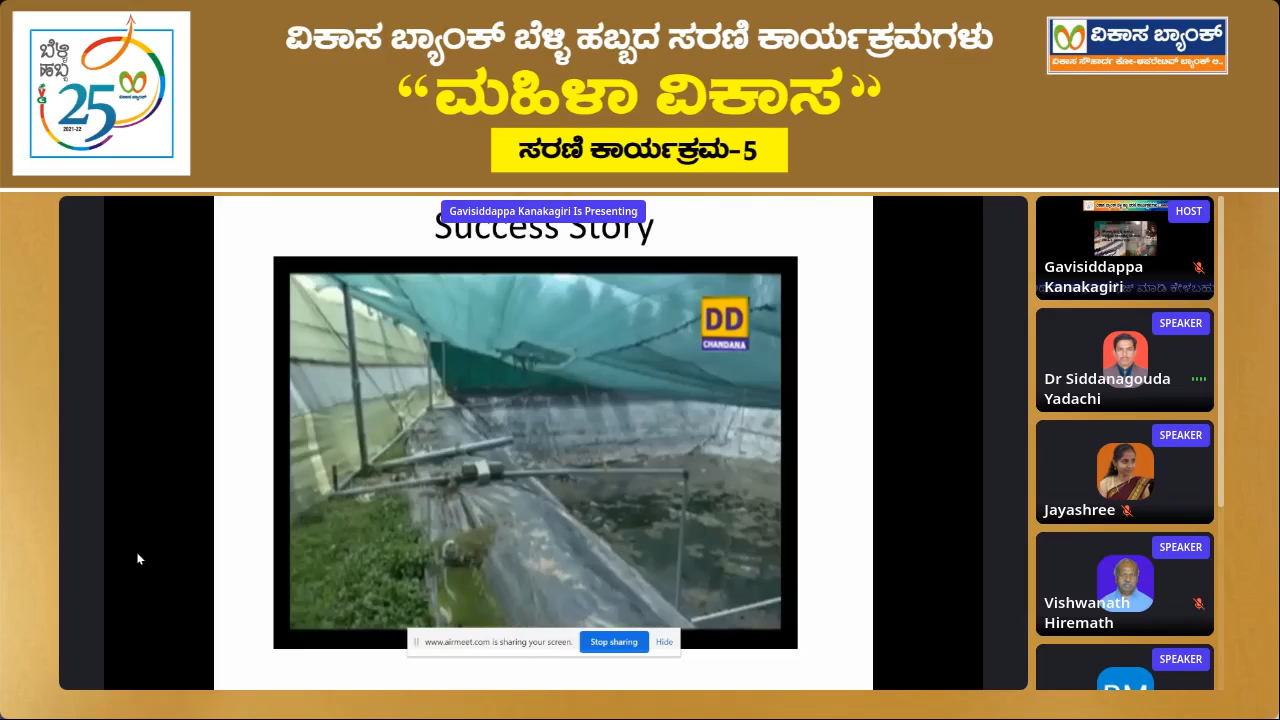 ಬೆಳ್ಳಿ
ಹಬ್ಬ
25
2021-22
ವಿಕಾಸ ಬ್ಯಾಂಕ್ ಬೆಳ್ಳಿ ಹಬ್ಬದ ಸರಣಿ ಕಾರ್ಯಕ್ರಮಗಳು
“ಮಹಿಳಾ ವಿಕಾಸ”
ಸರಣಿ ಕಾರ್ಯಕ್ರಮ-5
ವಿಕಾಸ ಬ್ಯಾಂಕ್
ವಿಕಾಸ ಸೌಹಾರ್ದ ಕೋ-ಆಪರೇಟಿವ್ ಬ್ಯಾಂಕ್ ಲಿ.,
Gavisiddappa Kanakagiri Is Presenting
Success Story
DD
CHANDANA
www.airmeet.com is sharing your screen.
Stop sharing
Hide
HOST
Gavisiddappa
Kanakagiri
SPEAKER
Dr Siddanagouda
Yadachi
SPEAKER
Jayashree
SPEAKER
Vishwanath
Hiremath
SPEAKER